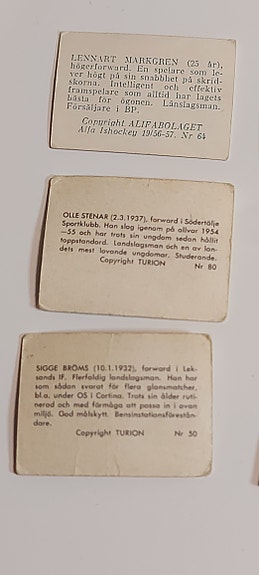 LENNART MARKGREN (25 år),
högerforward. En spelare som le-
ver högt på sin snabbhet på skrid-
skorna. Intelligent och effektiv
framspelare som alltid har lagets
bästa för ögonen. Länslagsman.
Försäljare i BP.
Copyright ALIFABOLAGET
Alfa Ishockey 19/56-57. Nr 64
OLLE STENAR (2.3.1937), forward i Södertälje
Sportklubb. Han slog igenom på allvar 1954
—55 och har trots sin ungdom sedan hållit
toppstandard. Landslagsman och en av lan-
dets mest lovande ungdomar. Studerande.
Copyright TURION Nr 80
SIGGE BRÖMS (10.1.1932), forward i Lek-
sands IF. Flerfaldig landslagsman. Han har
som sådan svarat för flera glansmatcher,
bl.a. under OS i Cortina. Trots sin ålder ruti-
nerad och med förmåga att passa in i ovan
miljö. God målskytt. Bensinstationsförestån-
dare.
Copyright TURION Nr 50